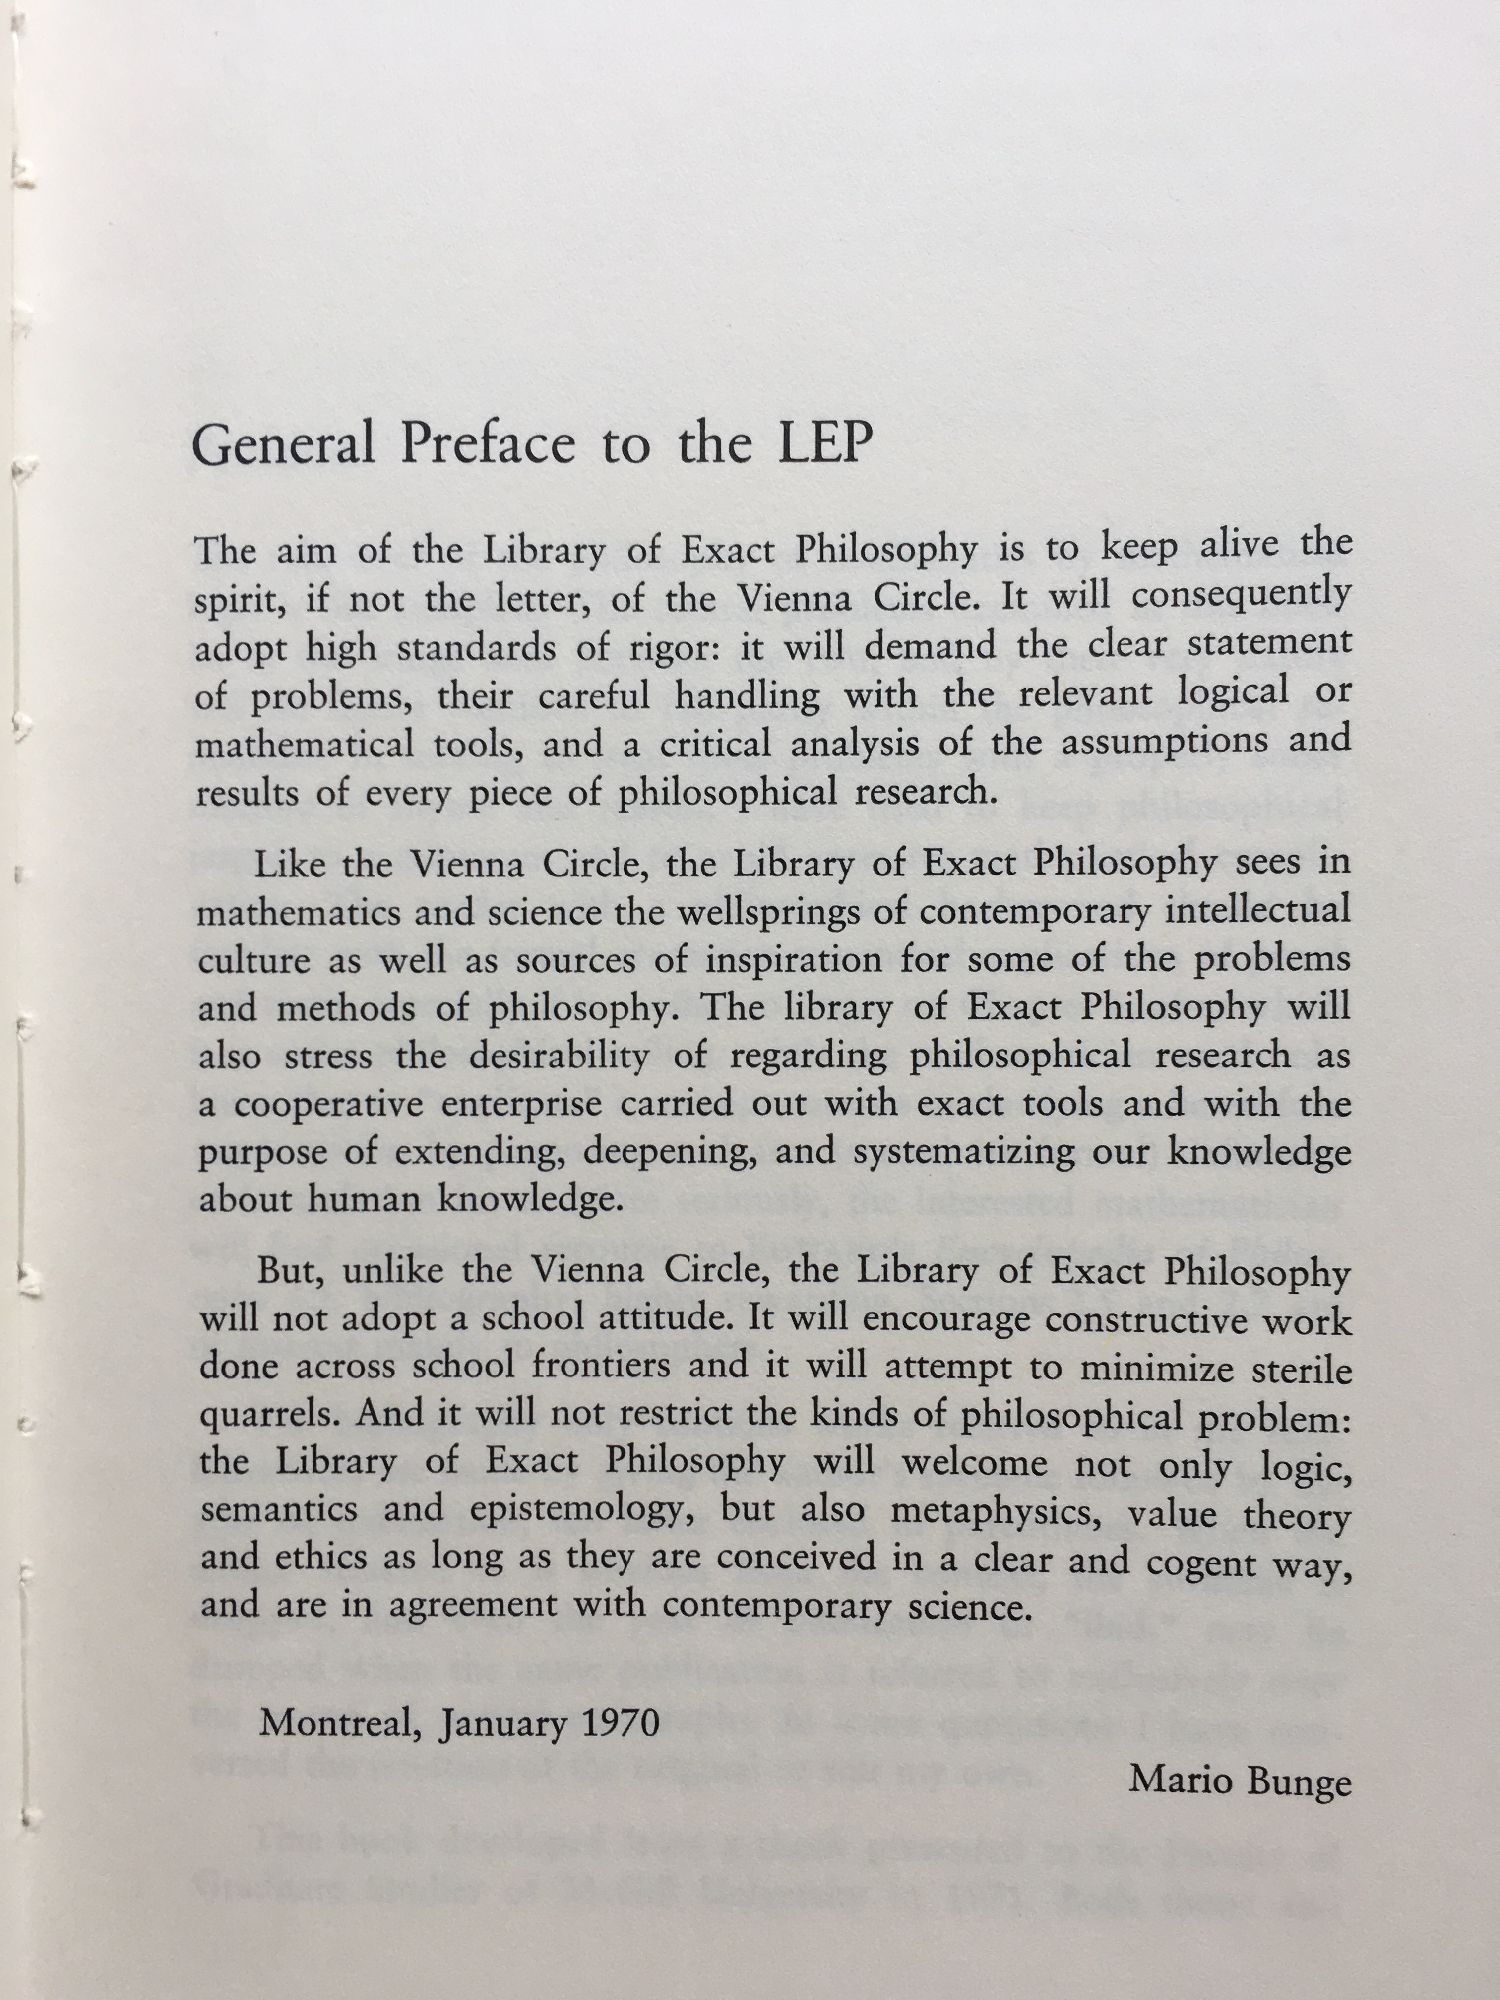 General Preface to the LEP
The aim of the Library of Exact Philosophy is to keep alive the
spirit, if not the letter, of the Vienna Circle. It will consequently
adopt high standards of rigor: it will demand the clear statement
of problems, their careful handling with the relevant logical or
mathematical tools, and a critical analysis of the assumptions and
results of every piece of philosophical research.
Like the Vienna Circle, the Library of Exact Philosophy sees in
mathematics and science the wellsprings of contemporary intellectual
culture as well as sources of inspiration for some of the problems
and methods of philosophy. The library of Exact Philosophy will
also stress the desirability of regarding philosophical research as
a cooperative enterprise carried out with exact tools and with the
purpose of extending, deepening, and systematizing our knowledge
about human knowledge.
But, unlike the Vienna Circle, the Library of Exact Philosophy
will not adopt a school attitude. It will encourage constructive work
done across school frontiers and it will attempt to minimize sterile
quarrels. And it will not restrict the kinds of philosophical problem:
the Library of Exact Philosophy will welcome not only logic,
semantics and epistemology, but also metaphysics, value theory
and ethics as long as they are conceived in a clear and cogent way,
and are in agreement with contemporary science.
Montreal, January 1970
Mario Bunge